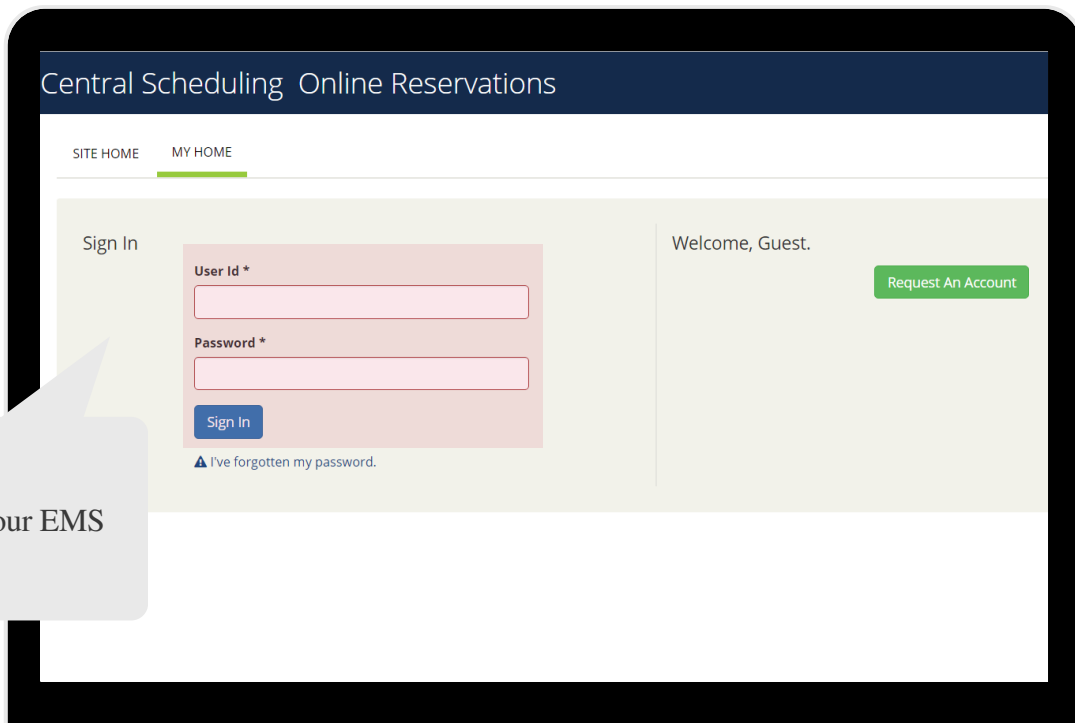 Central Scheduling Online Reservations
SITE HOME MY HOME
Sign In
User Id *
Password *
Sign In
I've forgotten my password.
Welcome, Guest.
Request An Account
EMS